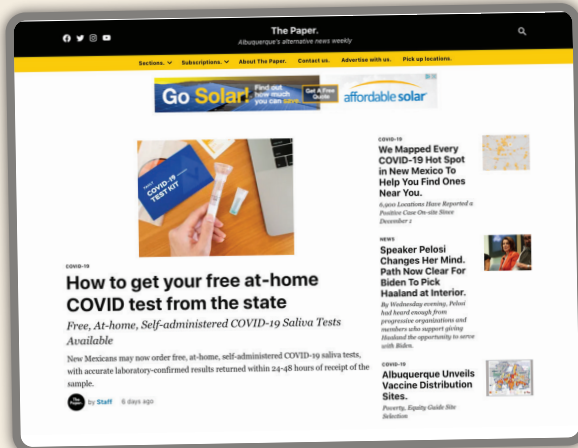 The Paper.
Albuquerque's alternative news weekly
Sections.
Subscriptions.
About The Paper.
Contact us.
Advertise with us.
Pick up locations.
Go Solar!
Find out
how much
you can save
Get A Free
Quote
affordable solar
COVID-19
TEST KIT
COVID-19
How to get your free at-home
COVID test from the state
Free, At-home, Self-administered COVID-19 Saliva Tests
Available
New Mexicans may now order free, at-home, self-administered COVID-19 saliva tests,
with accurate laboratory-confirmed results returned within 24-48 hours of receipt of the
sample.
The
Paper.
by Staff
6 days ago
COVID-19
We Mapped Every
COVID-19 Hot Spot
in New Mexico To
Help You Find Ones
Near You.
6,900 Locations Have Reported a
Positive Case On-site Since
December 1
NEWS
Speaker Pelosi
Changes Her Mind.
Path Now Clear For
Biden To Pick
Haaland at Interior.
By Wednesday evening, Pelosi
had heard enough from
progressive organizations and
members who support giving
Haaland the opportunity to serve
with Biden.
COVID-19
Albuquerque Unveils
Vaccine Distribution
Sites.
Poverty, Equity Guide Site
Selection